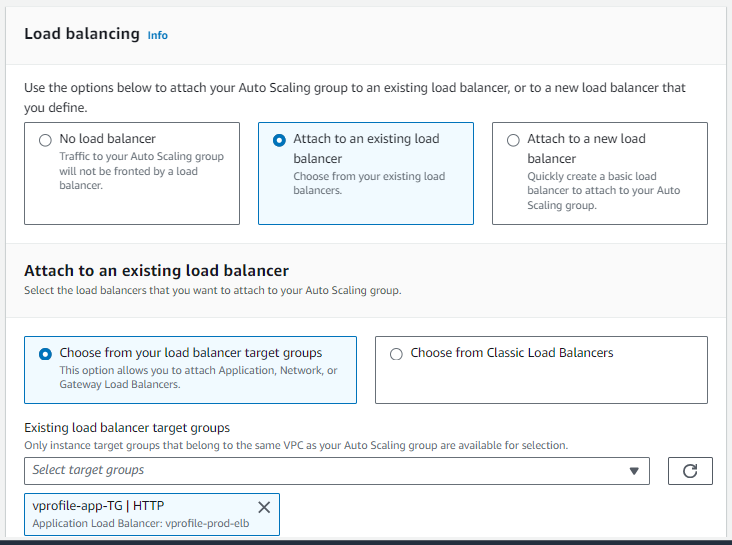 Load balancing Info
Use the options below to attach your Auto Scaling group to an existing load balancer, or to a new load balancer that
you define.
No load balancer
Traffic to your Auto Scaling group
will not be fronted by a load
balancer.
Attach to an existing load
balancer
Choose from your existing load
balancers.
Attach to a new load
balancer
Quickly create a basic load
balancer to attach to your Auto
Scaling group.
Attach to an existing load balancer
Select the load balancers that you want to attach to your Auto Scaling group.
Choose from your load balancer target groups
This option allows you to attach Application, Network, or
Gateway Load Balancers.
Choose from Classic Load Balancers
Existing load balancer target groups
Only instance target groups that belong to the same VPC as your Auto Scaling group are available for selection.
Select target groups
vprofile-app-TG | HTTP
Application Load Balancer: vprofile-prod-elb